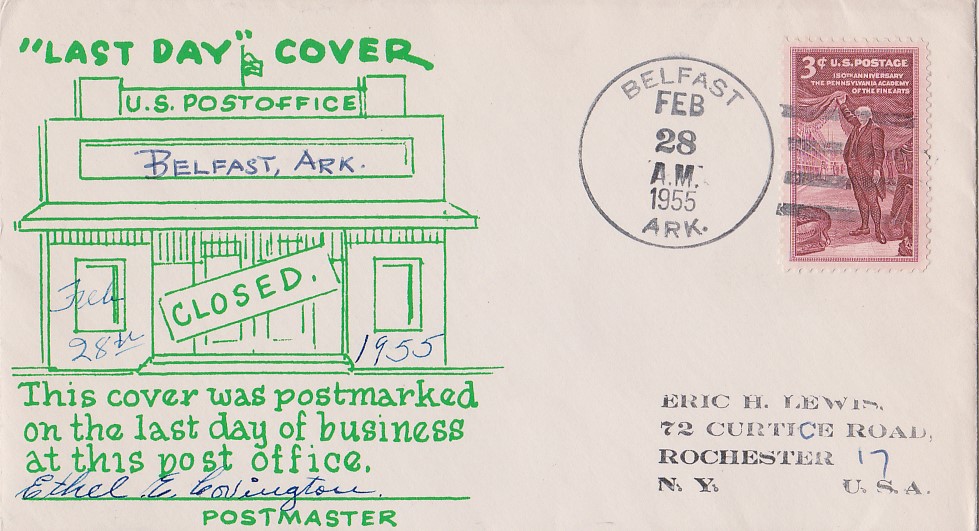 "LAST DAY" COVER
U.S. POSTOFFICE
BELFAST, ARK.
CLOSED.
Feb
28th 1955
This cover was postmarked
on the last day of business
at this post office.
Ethel E. Covington.
POSTMASTER
BELFAST
FEB
28
A.M.
1955
ARK.
3¢ U.S. POSTAGE
150TH ANNIVERSARY
THE PENNSYLVANIA ACADEMY
OF THE FINE ARTS
ERIC H. LEWIS,
72 CURTICE ROAD,
ROCHESTER 17
N. Y. U. S. A.